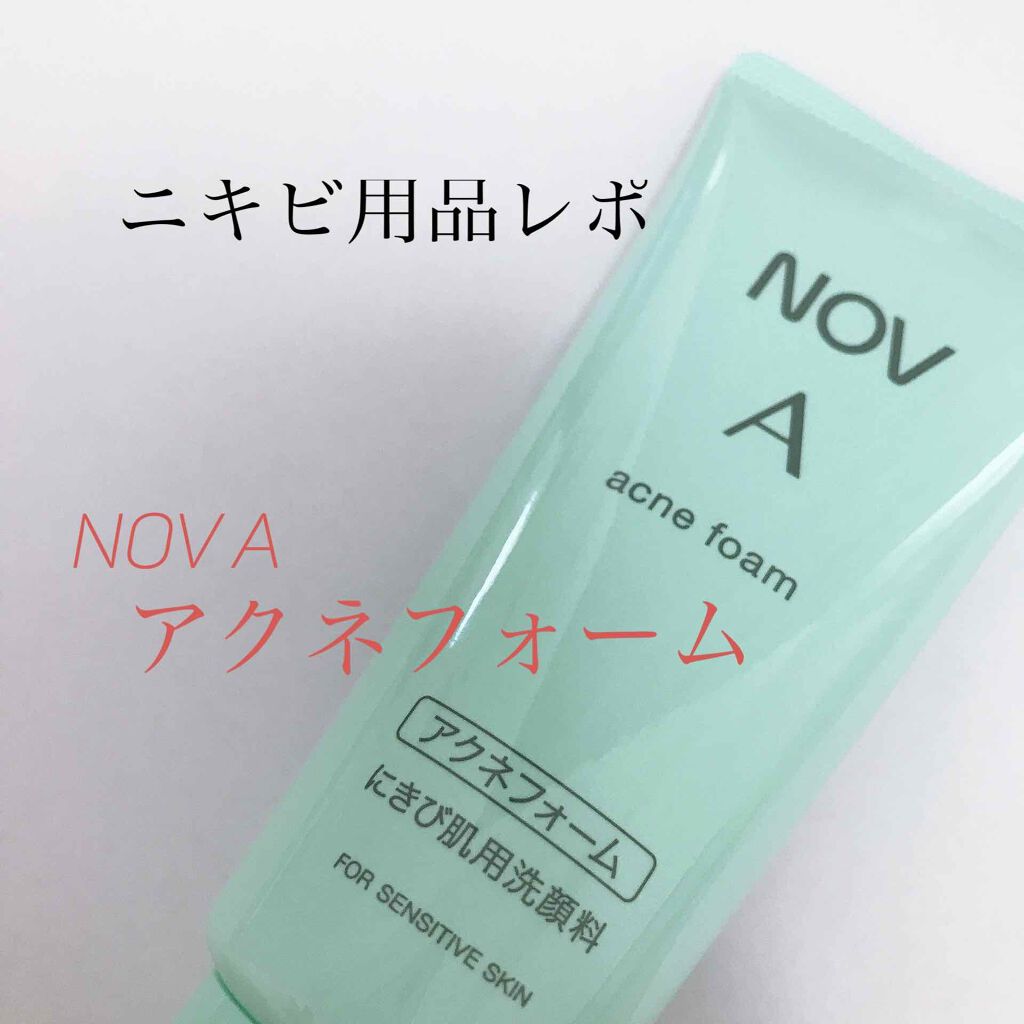 ニキビ用品レポ
NOV A
アクネフォーム
NOV
A
acne foam
アクネフォーム
にきび肌用洗顔料
FOR SENSITIVE SKIN